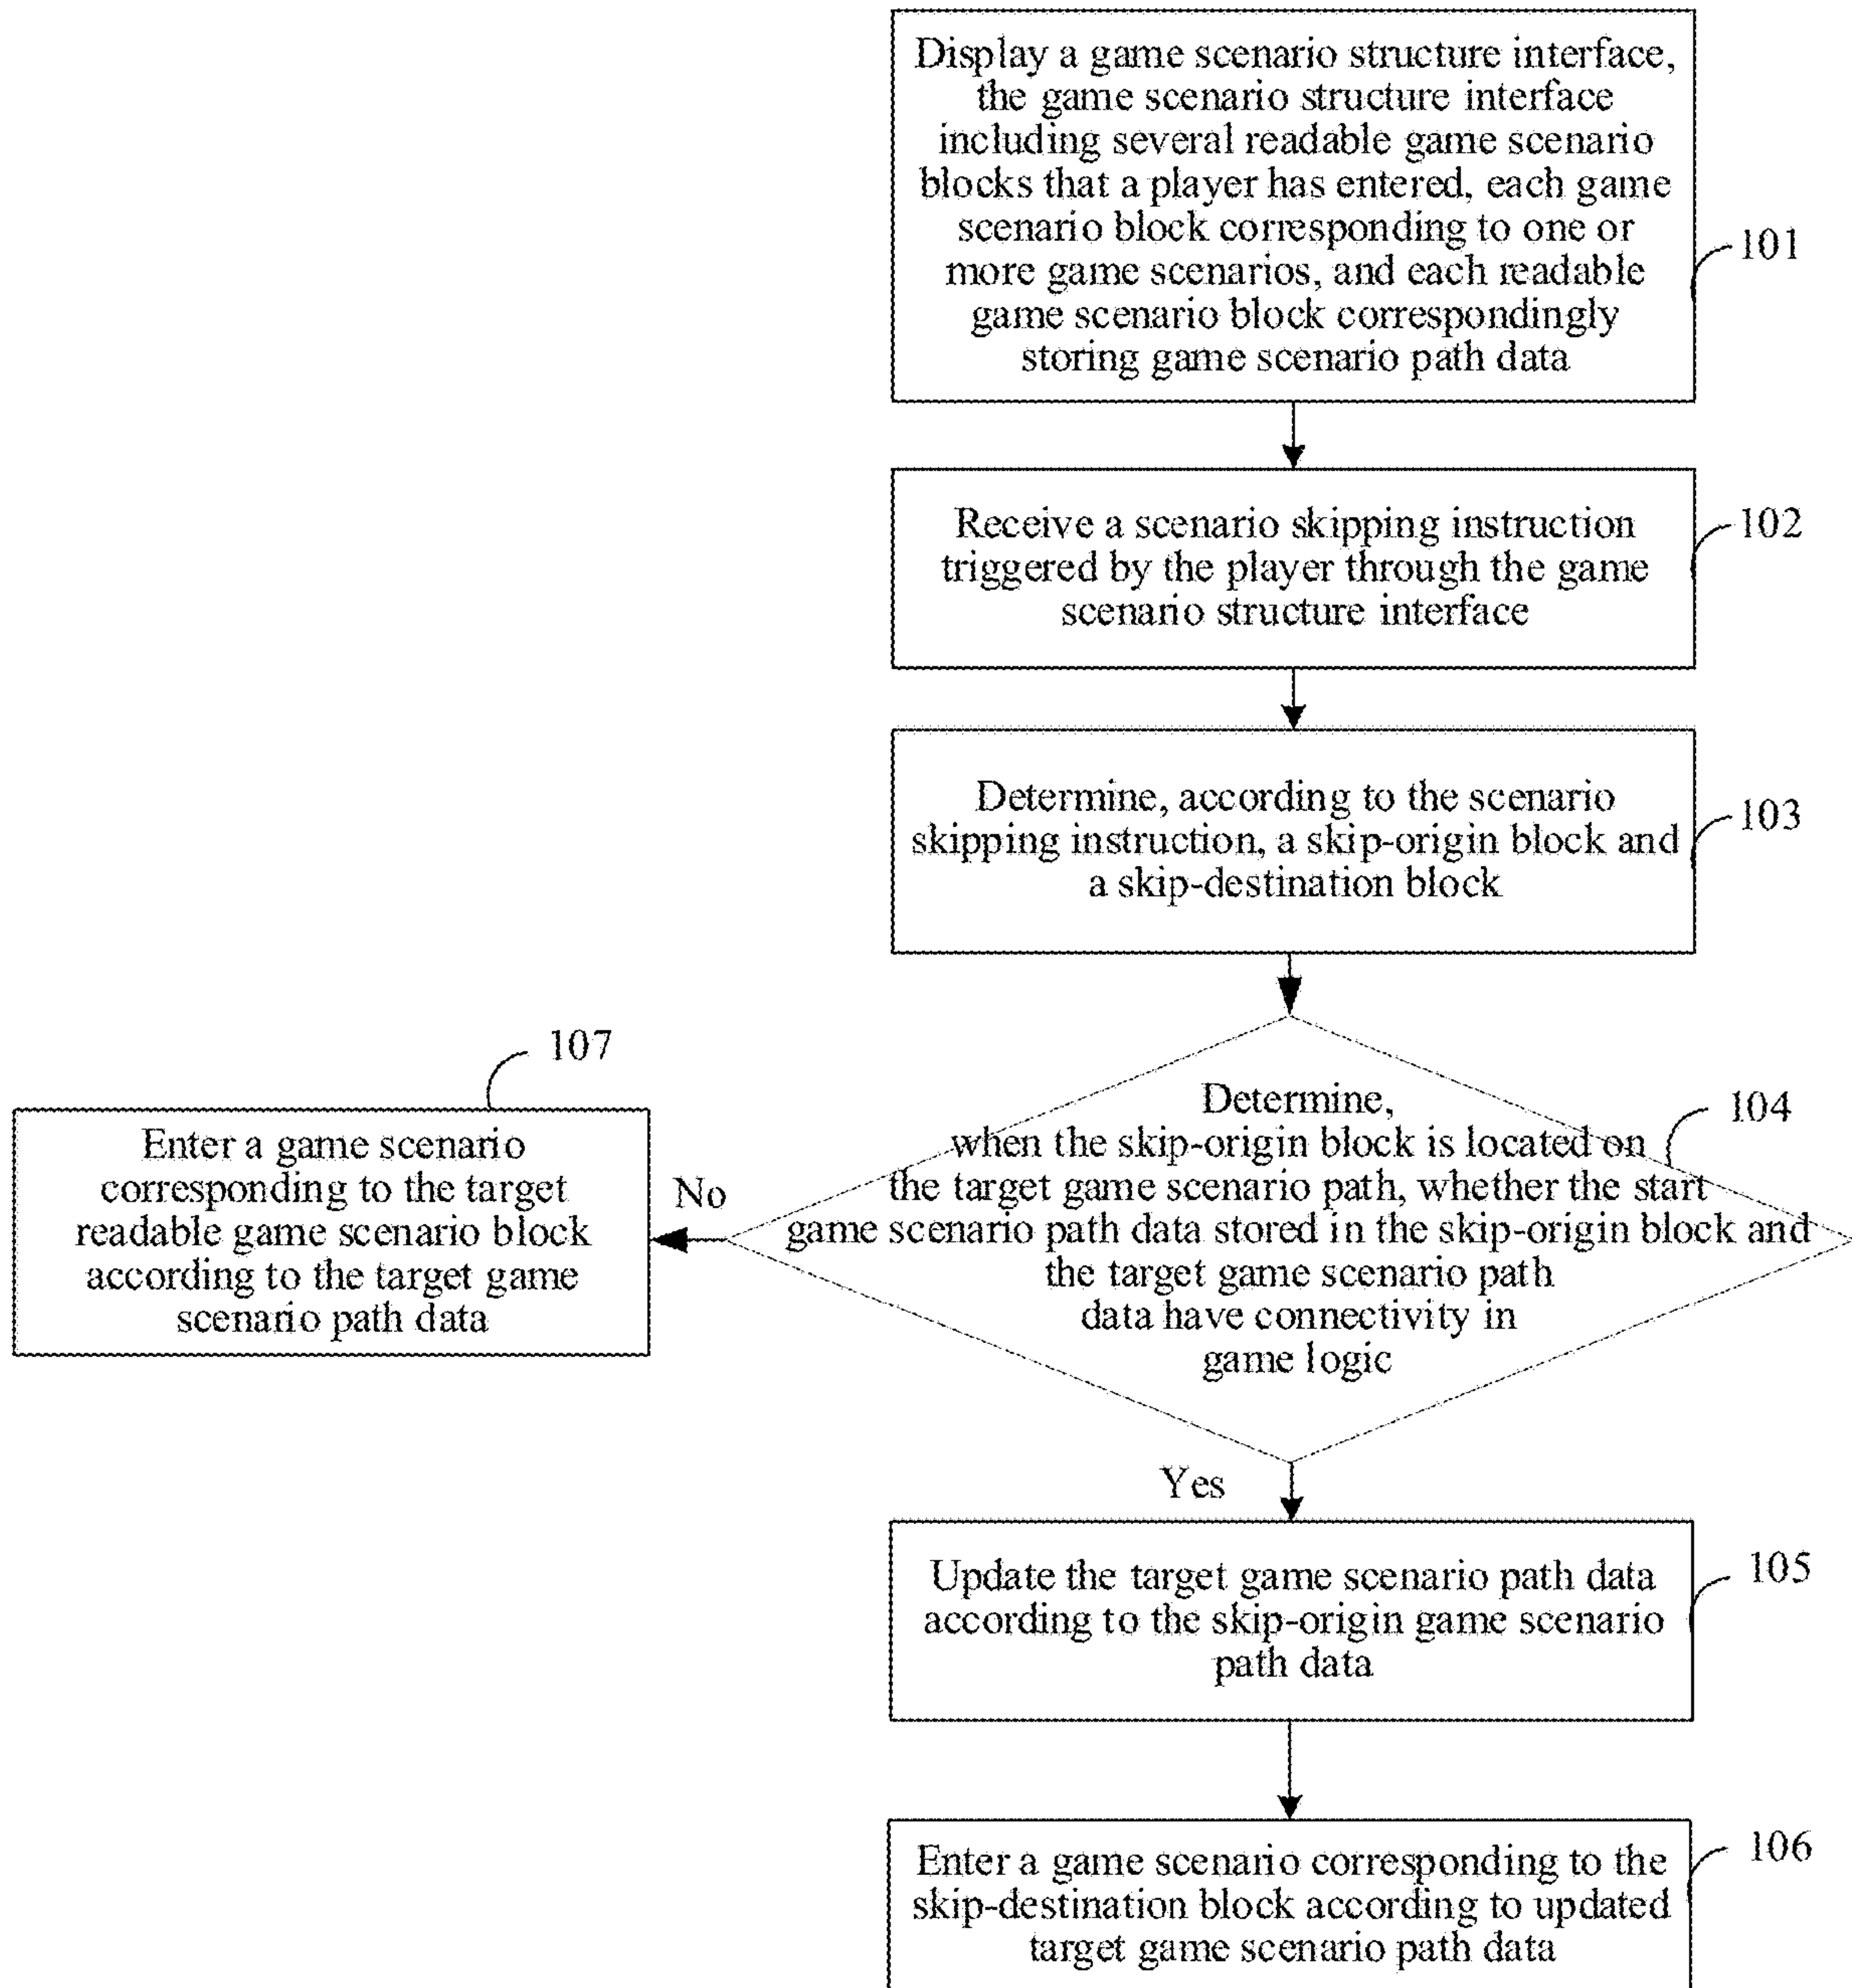 Display a game scenario structure interface,
the game scenario structure interface
including several readable game scenario
blocks that a player has entered, each game
scenario block corresponding to one or
more game scenarios, and each readable
game scenario block correspondingly
storing game scenario path data
101
Receive a scenario skipping instruction
triggered by the player through the game
scenario structure interface
102
Determine, according to the scenario
skipping instruction, a skip-origin block and
a skip-destination block
103
Determine,
when the skip-origin block is located on
the target game scenario path, whether the start
game scenario path data stored in the skip-origin block and
the target game scenario path
data have connectivity in
game logic
104
No
107
Enter a game scenario
corresponding to the target
readable game scenario block
according to the target game
scenario path data
Yes
Update the target game scenario path data
according to the skip-origin game scenario
path data
105
Enter a game scenario corresponding to the
skip-destination block according to updated
target game scenario path data
106